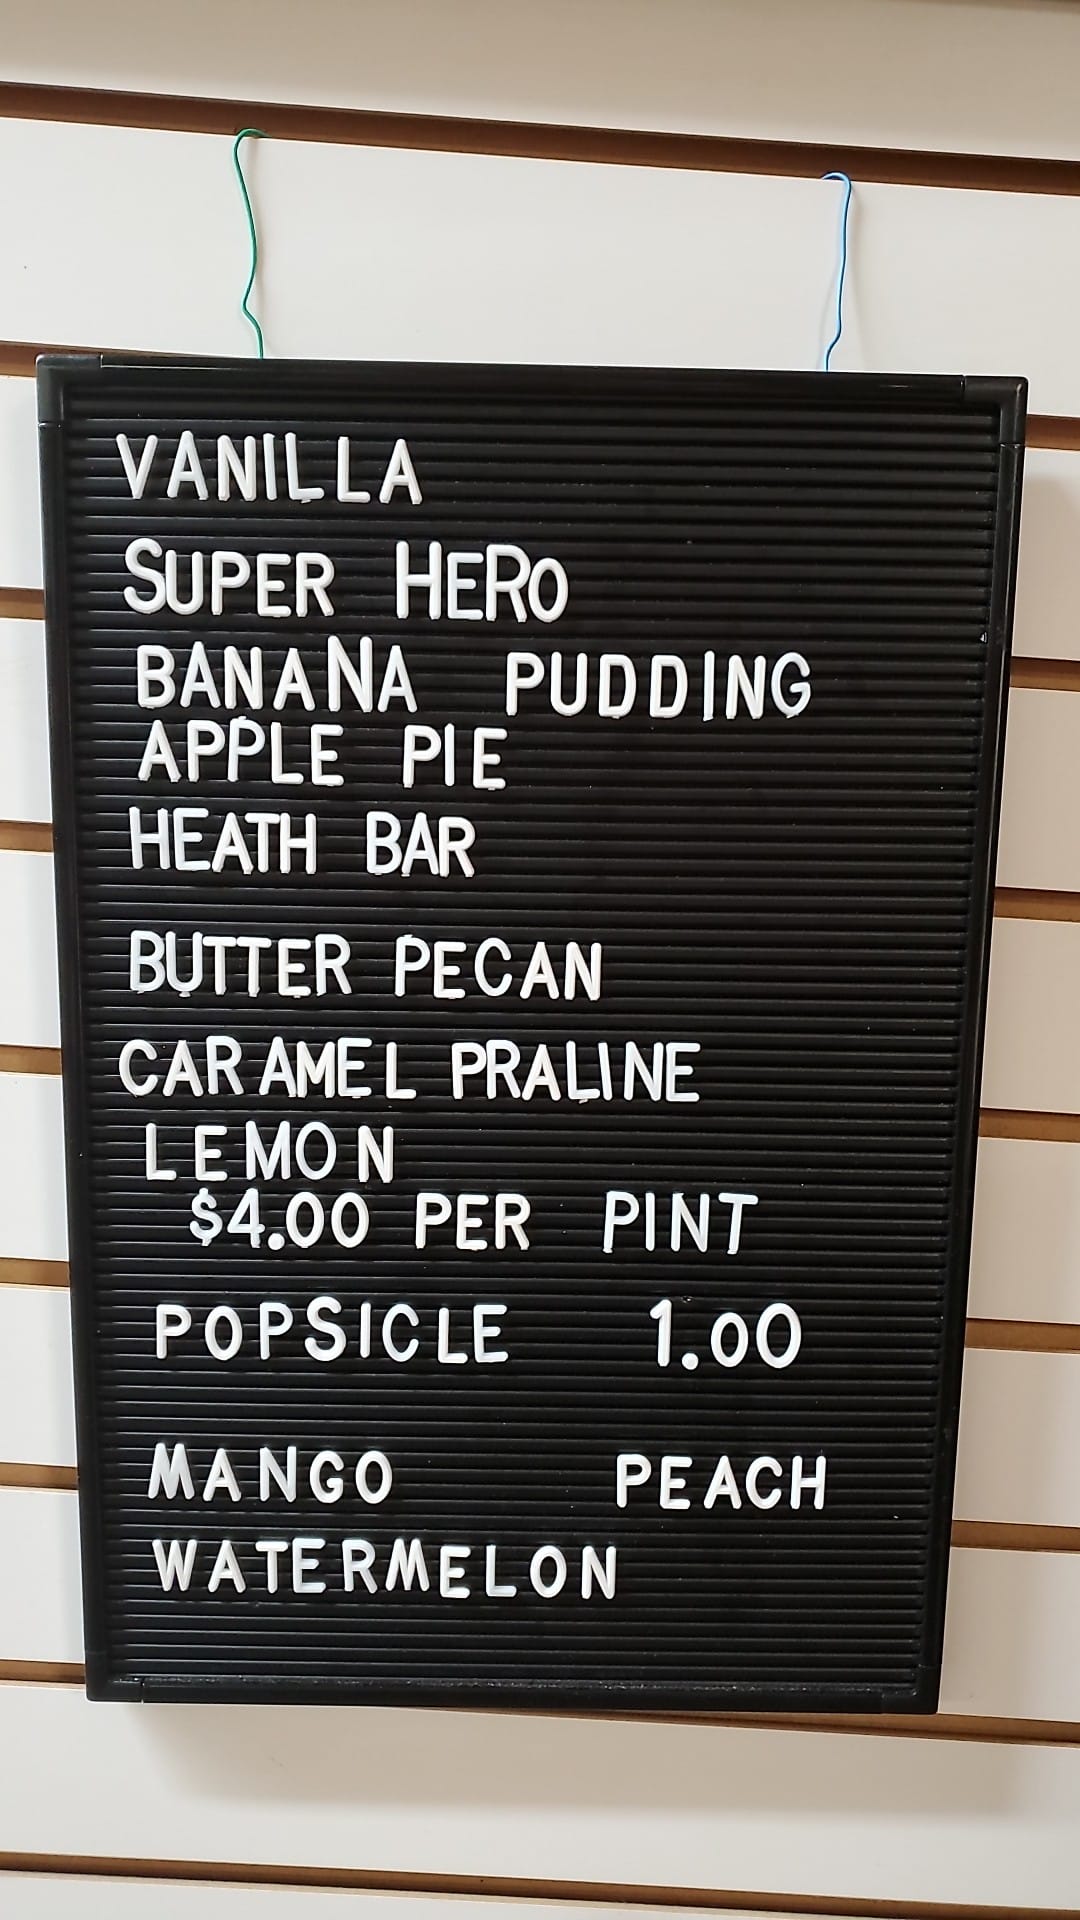 VANILLA
SUPER HERO
BANANA PUDDING
APPLE PIE
HEATH BAR
BUTTER PECAN
CARAMEL PRALINE
LEMON
$4.00 PER PINT
POPSICLE 1.00
MANGO PEACH
WATERMELON